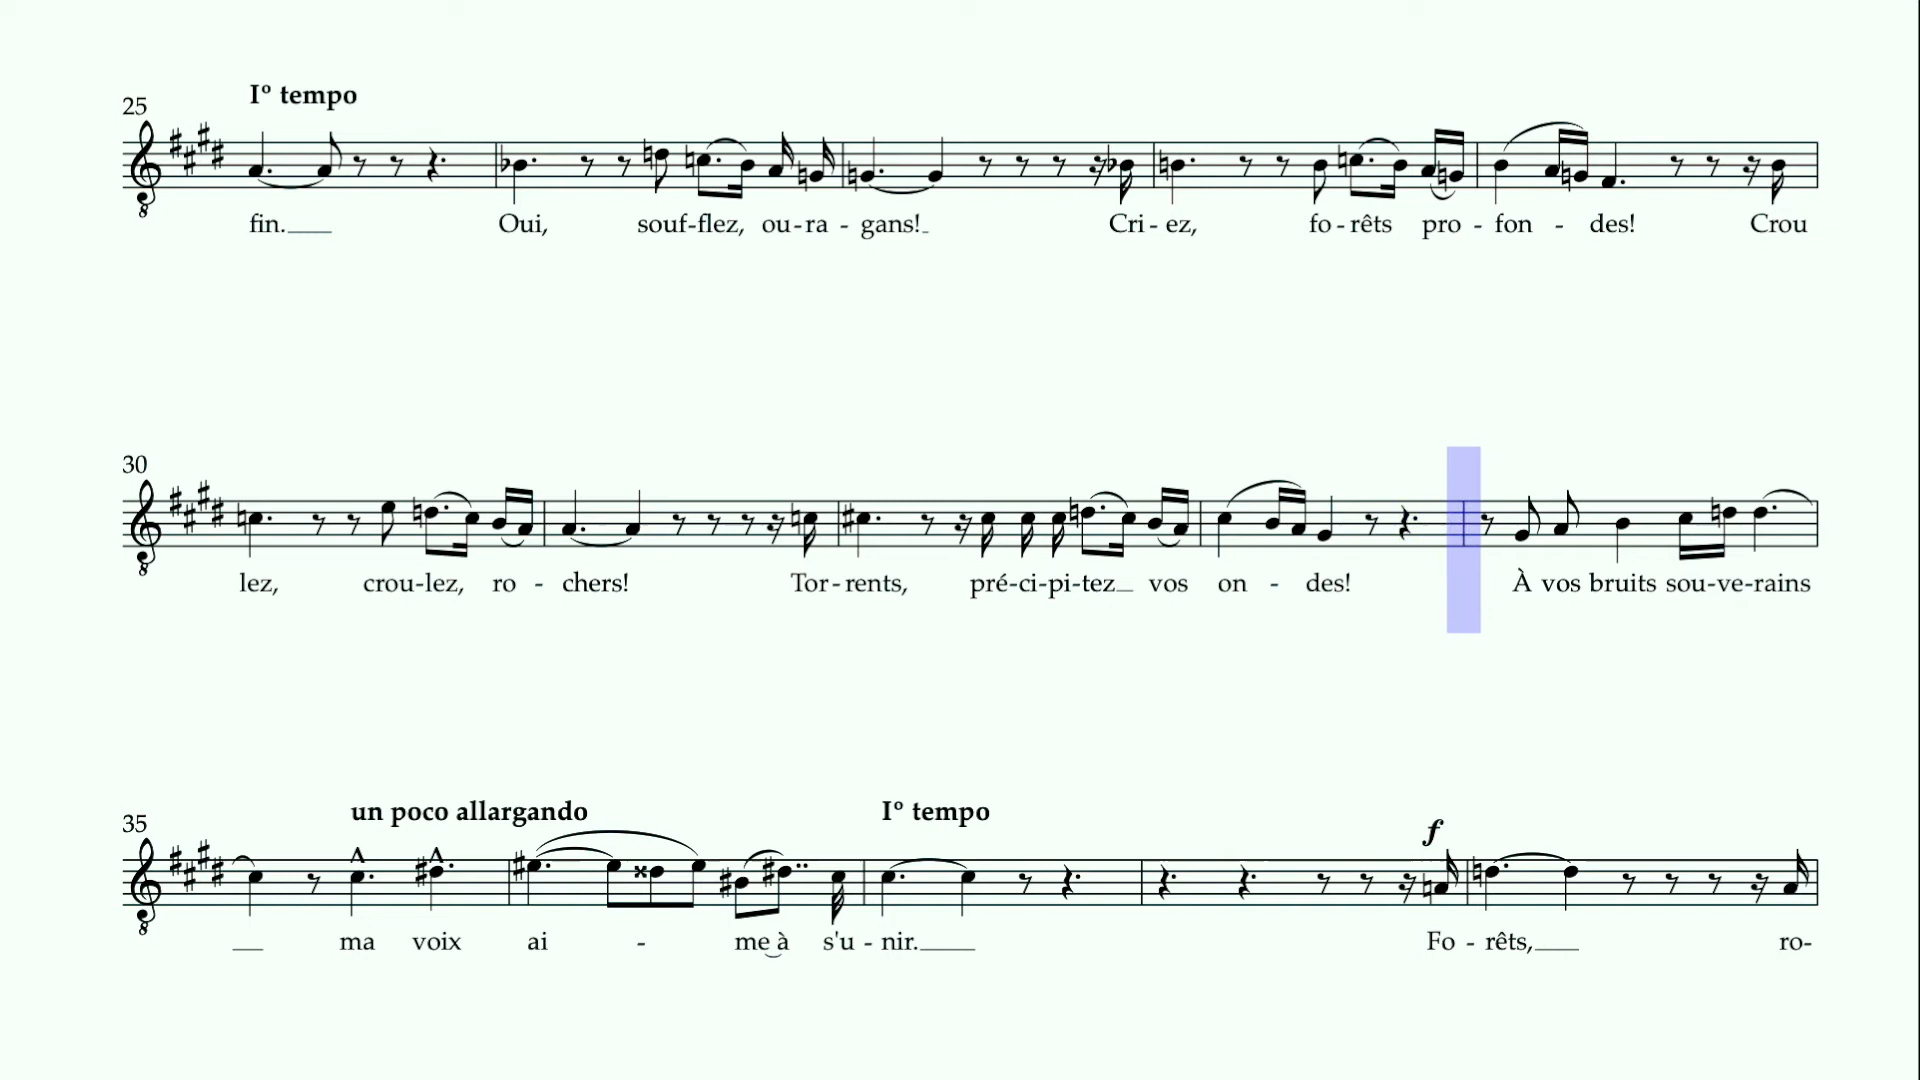 Iº tempo
25
fin.
Oui, souf-flez, ou-ra-gans! Cri-ez, fo-rêts pro-fon-des! Crou
30
lez, crou-lez, ro-chers! Tor-rents, pré-ci-pi-tez vos on-des! À vos bruits sou-ve-rains
35
un poco allargando
Iº tempo
f
ma voix ai-me à s'u-nir. Fo-rêts, ro-